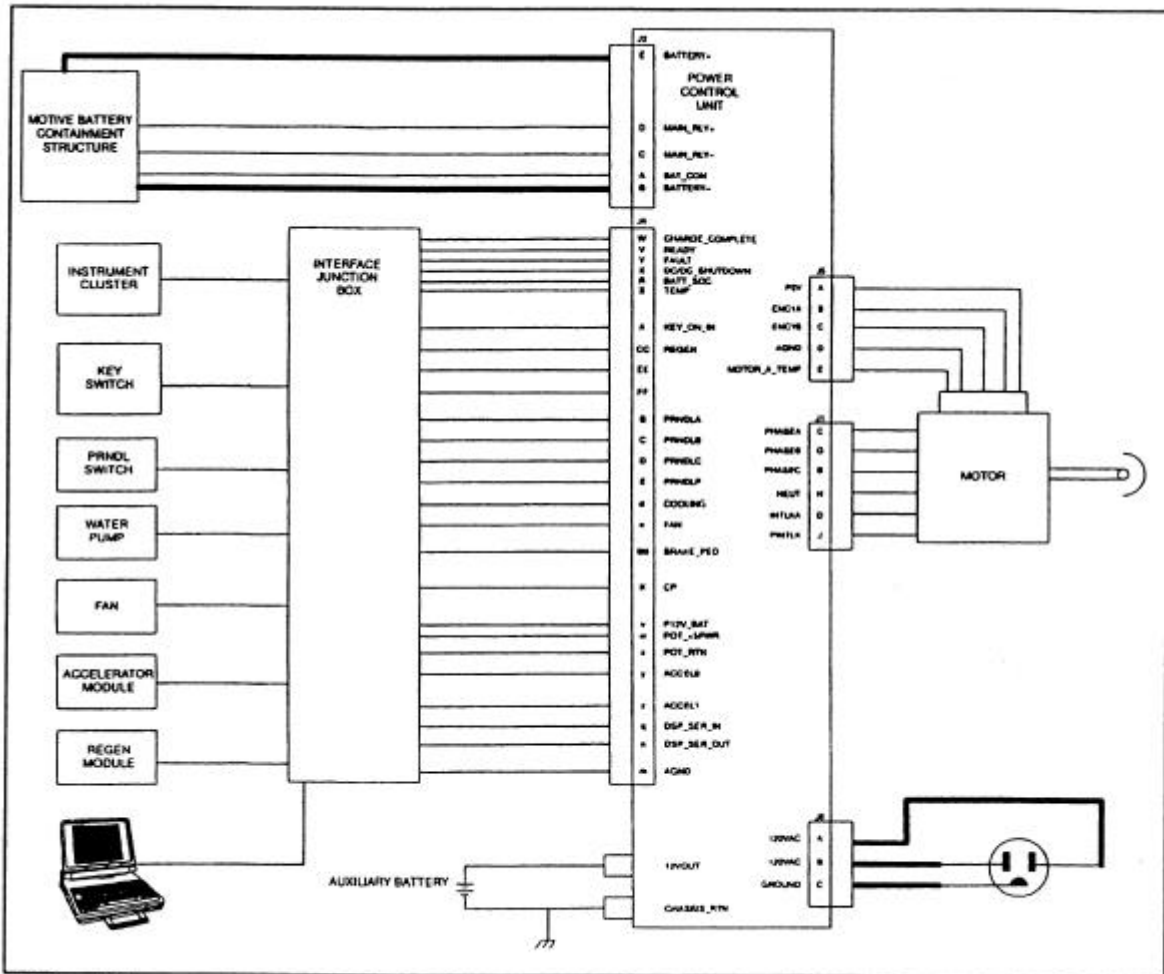 MOTIVE BATTERY
CONTAINMENT
STRUCTURE
E BATTERY+
POWER
CONTROL
UNIT
D MAIN_RLY+
C MAIN_RLY-
A BAT_COM
BATTERY-
INSTRUMENT
CLUSTER
KEY
SWITCH
PRNDL
SWITCH
WATER
PUMP
FAN
ACCELERATOR
MODULE
REGEN
MODULE
INTERFACE
JUNCTION
BOX
W CHARGE_COMPLETE
V READY
FAULT
DC/DC_SHUTDOWN
R BATT_SOC
TEMP
A KEY_ON_IN
CC REGEN
EE
FF
B PRNDLA
C PRNDLB
D PRNDLC
E PRNDLP
COOLING
FAN
BRAKE_PED
CP
P12V_BAT
POT_RTN
ACCEL1
DSP_SER_IN
DSP_SER_OUT
AGND
P5V A
ENC1A B
ENC1B C
AGND D
MOTOR_A_TEMP E
PHASEA C
PHASEB
PHASEC
NEUT H
D
J
MOTOR
120VAC A
120VAC B
GROUND C
AUXILIARY BATTERY
12VOUT
CHASSIS_RTN